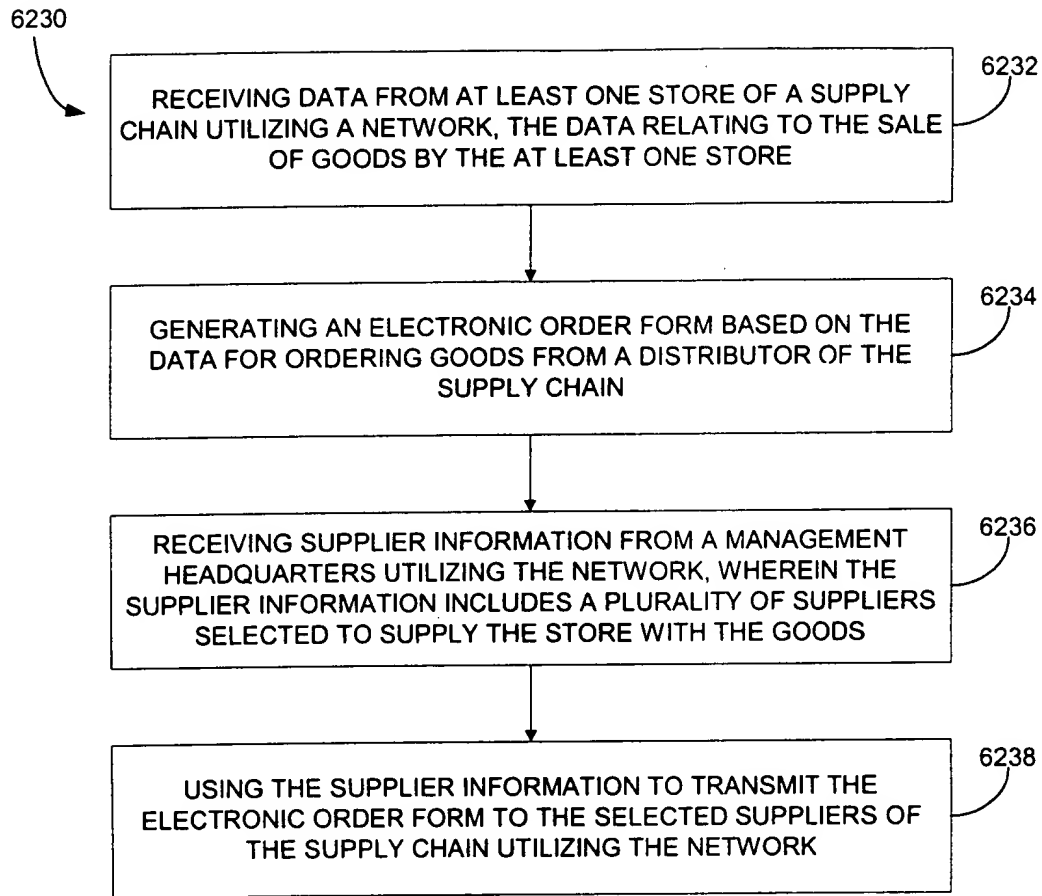 6230
6232
RECEIVING DATA FROM AT LEAST ONE STORE OF A SUPPLY
CHAIN UTILIZING A NETWORK, THE DATA RELATING TO THE SALE
OF GOODS BY THE AT LEAST ONE STORE
6234
GENERATING AN ELECTRONIC ORDER FORM BASED ON THE
DATA FOR ORDERING GOODS FROM A DISTRIBUTOR OF THE
SUPPLY CHAIN
6236
RECEIVING SUPPLIER INFORMATION FROM A MANAGEMENT
HEADQUARTERS UTILIZING THE NETWORK, WHEREIN THE
SUPPLIER INFORMATION INCLUDES A PLURALITY OF SUPPLIERS
SELECTED TO SUPPLY THE STORE WITH THE GOODS
6238
USING THE SUPPLIER INFORMATION TO TRANSMIT THE
ELECTRONIC ORDER FORM TO THE SELECTED SUPPLIERS OF
THE SUPPLY CHAIN UTILIZING THE NETWORK